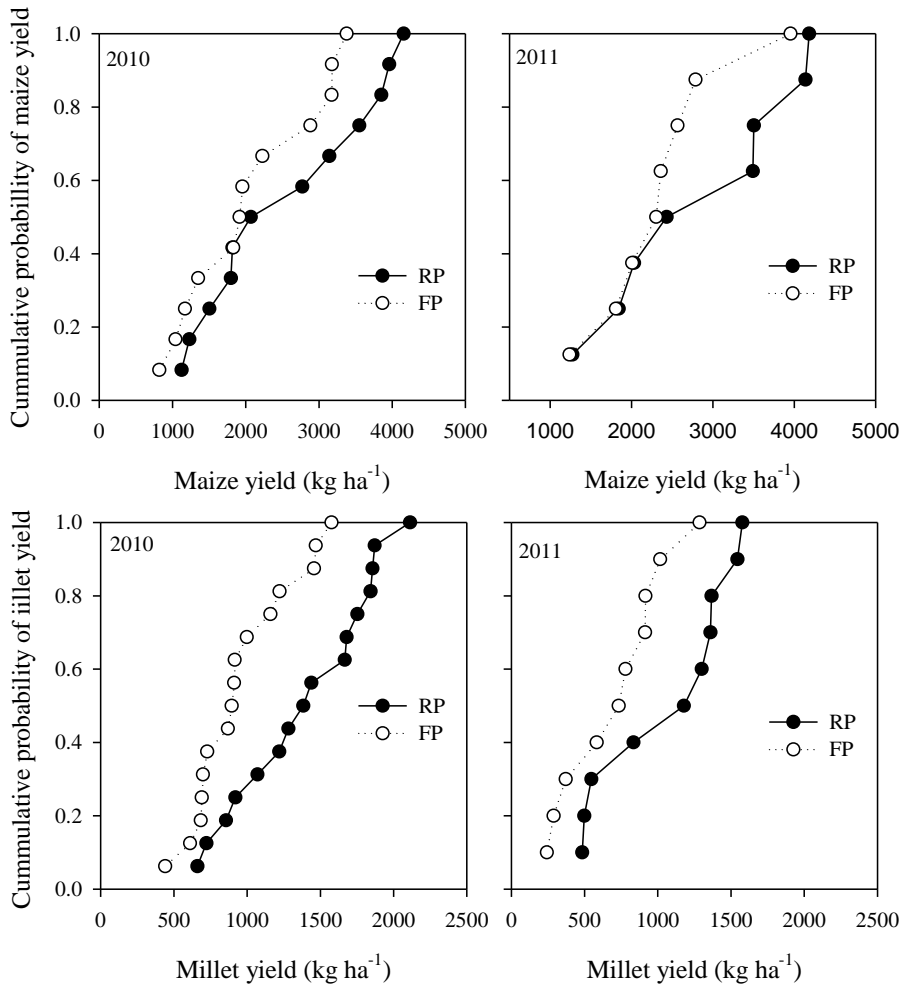 Cummulative probabillity of maize yield
1.0
0.8
0.6
0.4
0.2
0.0
2010
RP
FP
0 1000 2000 3000 4000 5000
Maize yield (kg ha-1)
2011
RP
FP
1000 2000 3000 4000 5000
Maize yield (kg ha-1)
Cummulative probability of iillet yield
1.0
0.8
0.6
0.4
0.2
0.0
2010
RP
FP
0 500 1000 1500 2000 2500
Millet yield (kg ha-1)
2011
RP
FP
0 500 1000 1500 2000 2500
Millet yield (kg ha-1)